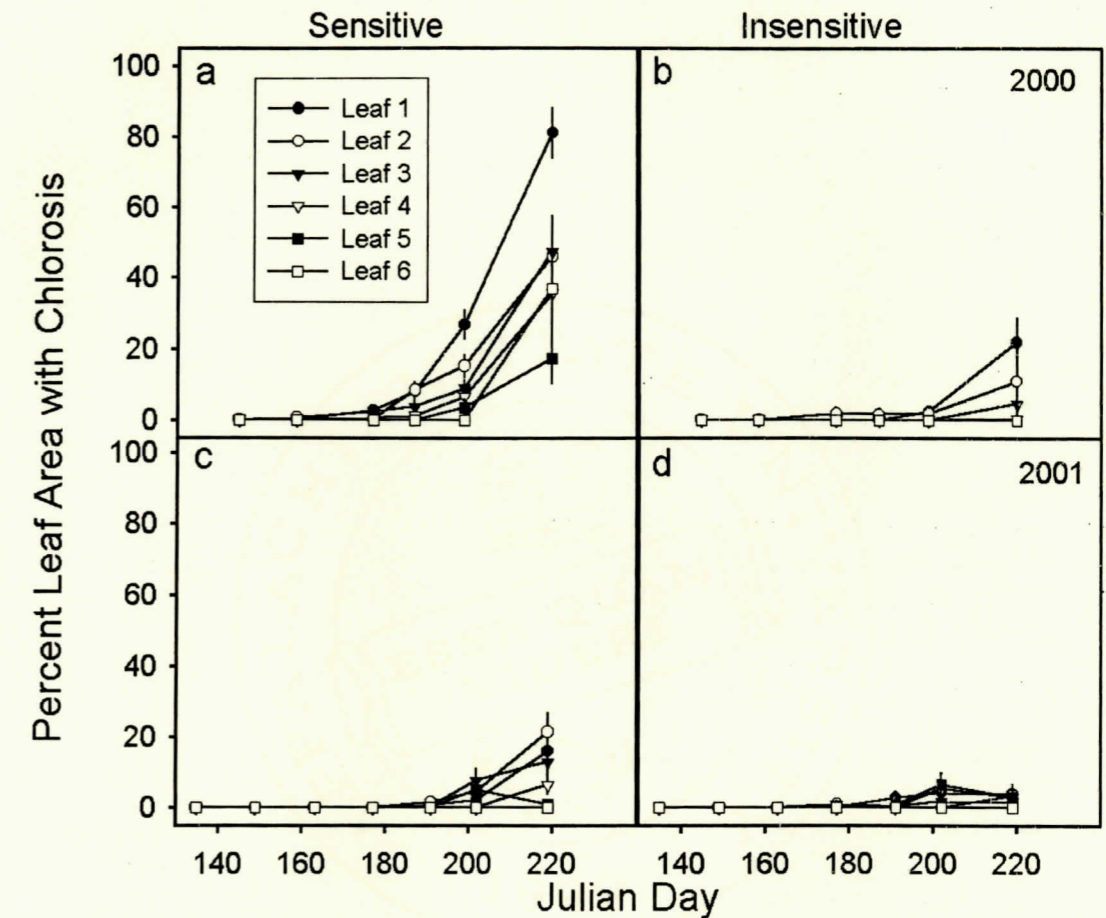 Sensitive
Insensitive
a
b
2000
Leaf 1
Leaf 2
Leaf 3
Leaf 4
Leaf 5
Leaf 6
100
80
60
40
20
0
c
d
2001
100
80
60
40
20
0
Percent Leaf Area with Chlorosis
140 160 180 200 220
140 160 180 200 220
Julian Day